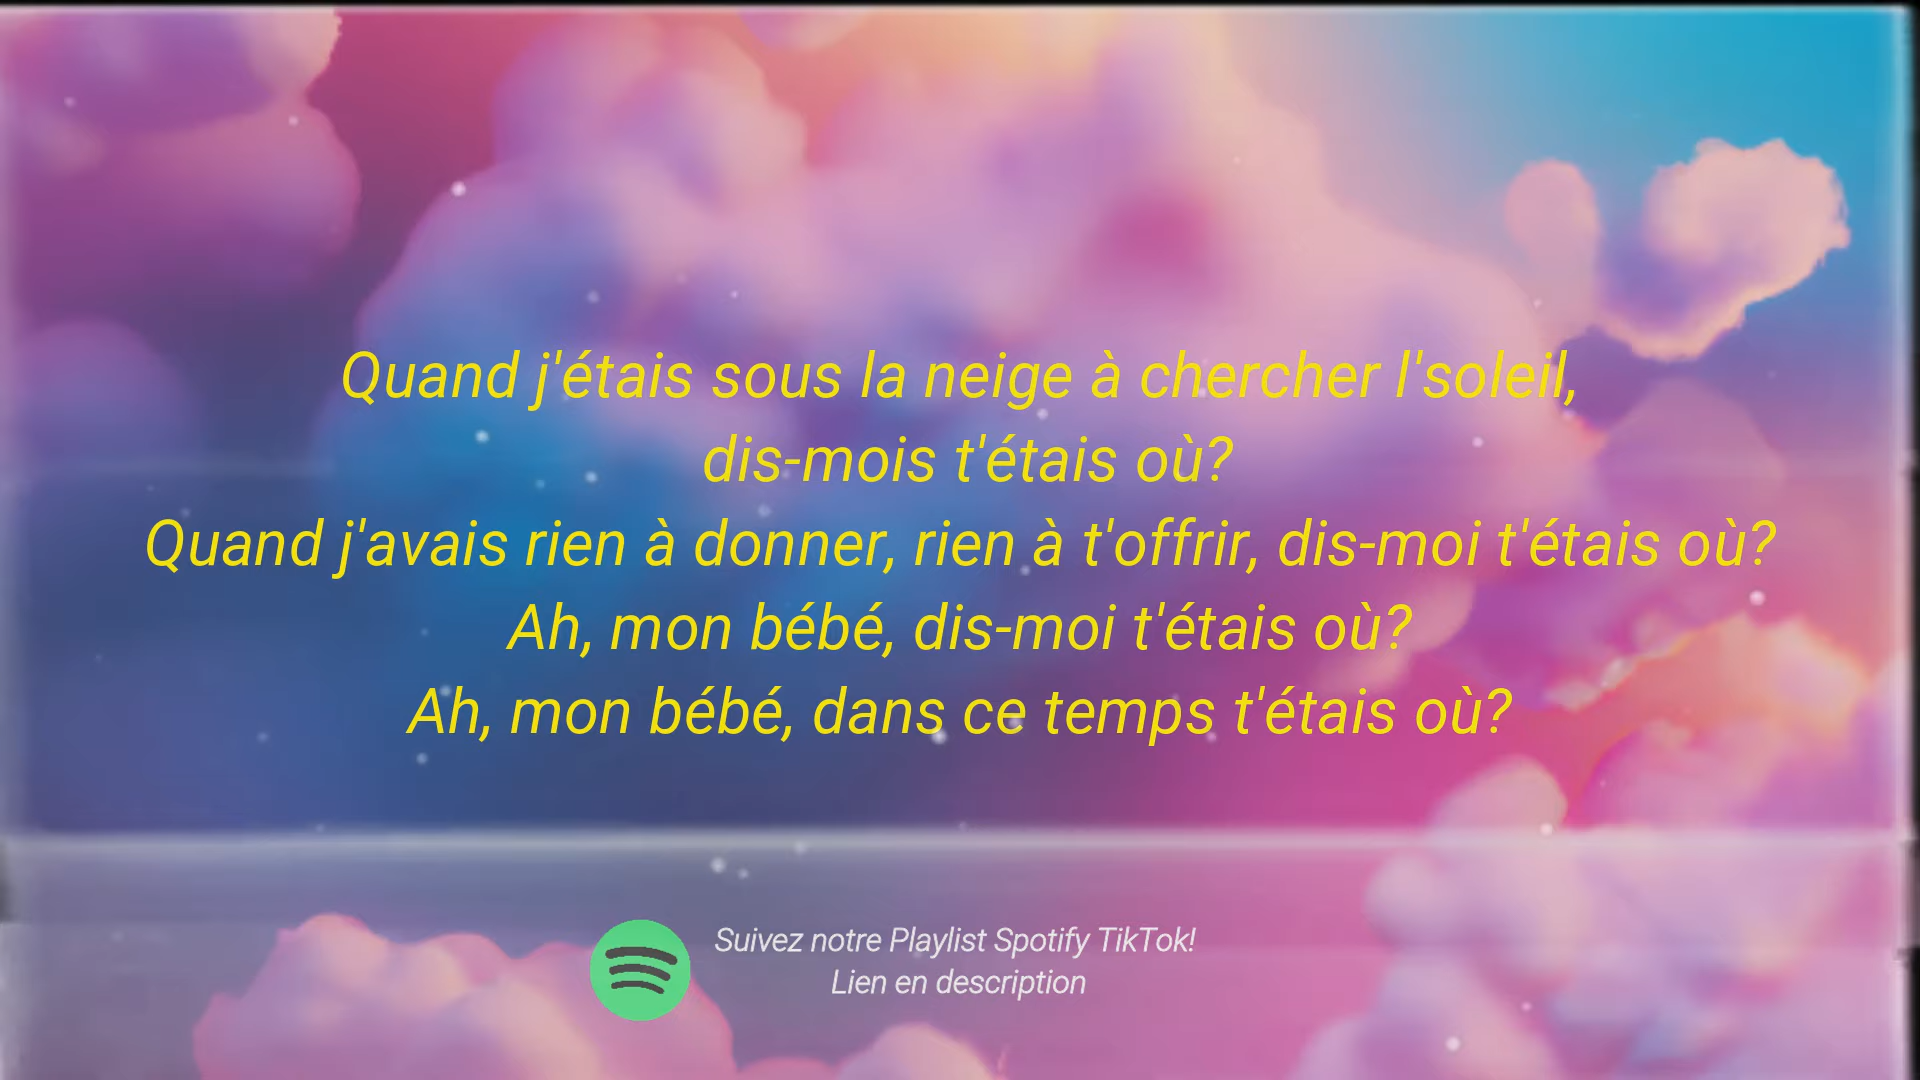 Quand j'étais sous la neige à chercher l'soleil,
dis-mois t'étais où?
Quand j'avais rien à donner, rien à t'offrir, dis-moi t'étais où?
Ah, mon bébé, dis-moi t'étais où?
Ah, mon bébé, dans ce temps t'étais où?
Suivez notre Playlist Spotify TikTok!
Lien en description